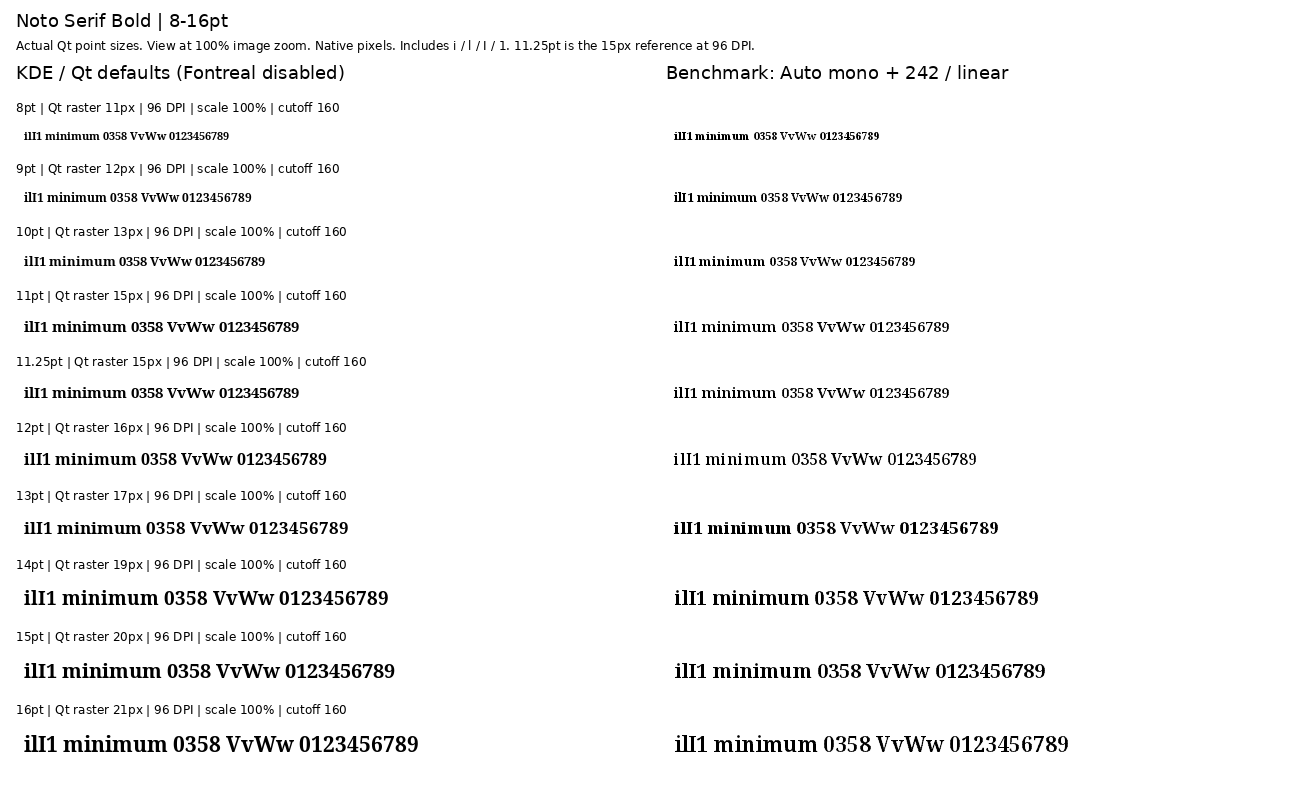 Noto Serif Bold | 8-16pt
Actual Qt point sizes. View at 100% image zoom. Native pixels. Includes i / l / I / 1. 11.25pt is the 15px reference at 96 DPI.
KDE / Qt defaults (Fontreal disabled)
Benchmark: Auto mono + 242 / linear
8pt | Qt raster 11px | 96 DPI | scale 100% | cutoff 160
ilI1 minimum 0358 VvWw 0123456789
ilI1 minimum 0358 VvWw 0123456789
9pt | Qt raster 12px | 96 DPI | scale 100% | cutoff 160
ilI1 minimum 0358 VvWw 0123456789
ilI1 minimum 0358 VvWw 0123456789
10pt | Qt raster 13px | 96 DPI | scale 100% | cutoff 160
ilI1 minimum 0358 VvWw 0123456789
ilI1 minimum 0358 VvWw 0123456789
11pt | Qt raster 15px | 96 DPI | scale 100% | cutoff 160
ilI1 minimum 0358 VvWw 0123456789
ilI1 minimum 0358 VvWw 0123456789
11.25pt | Qt raster 15px | 96 DPI | scale 100% | cutoff 160
ilI1 minimum 0358 VvWw 0123456789
ilI1 minimum 0358 VvWw 0123456789
12pt | Qt raster 16px | 96 DPI | scale 100% | cutoff 160
ilI1 minimum 0358 VvWw 0123456789
ilI1 minimum 0358 VvWw 0123456789
13pt | Qt raster 17px | 96 DPI | scale 100% | cutoff 160
ilI1 minimum 0358 VvWw 0123456789
ilI1 minimum 0358 VvWw 0123456789
14pt | Qt raster 19px | 96 DPI | scale 100% | cutoff 160
ilI1 minimum 0358 VvWw 0123456789
ilI1 minimum 0358 VvWw 0123456789
15pt | Qt raster 20px | 96 DPI | scale 100% | cutoff 160
ilI1 minimum 0358 VvWw 0123456789
ilI1 minimum 0358 VvWw 0123456789
16pt | Qt raster 21px | 96 DPI | scale 100% | cutoff 160
ilI1 minimum 0358 VvWw 0123456789
ilI1 minimum 0358 VvWw 0123456789